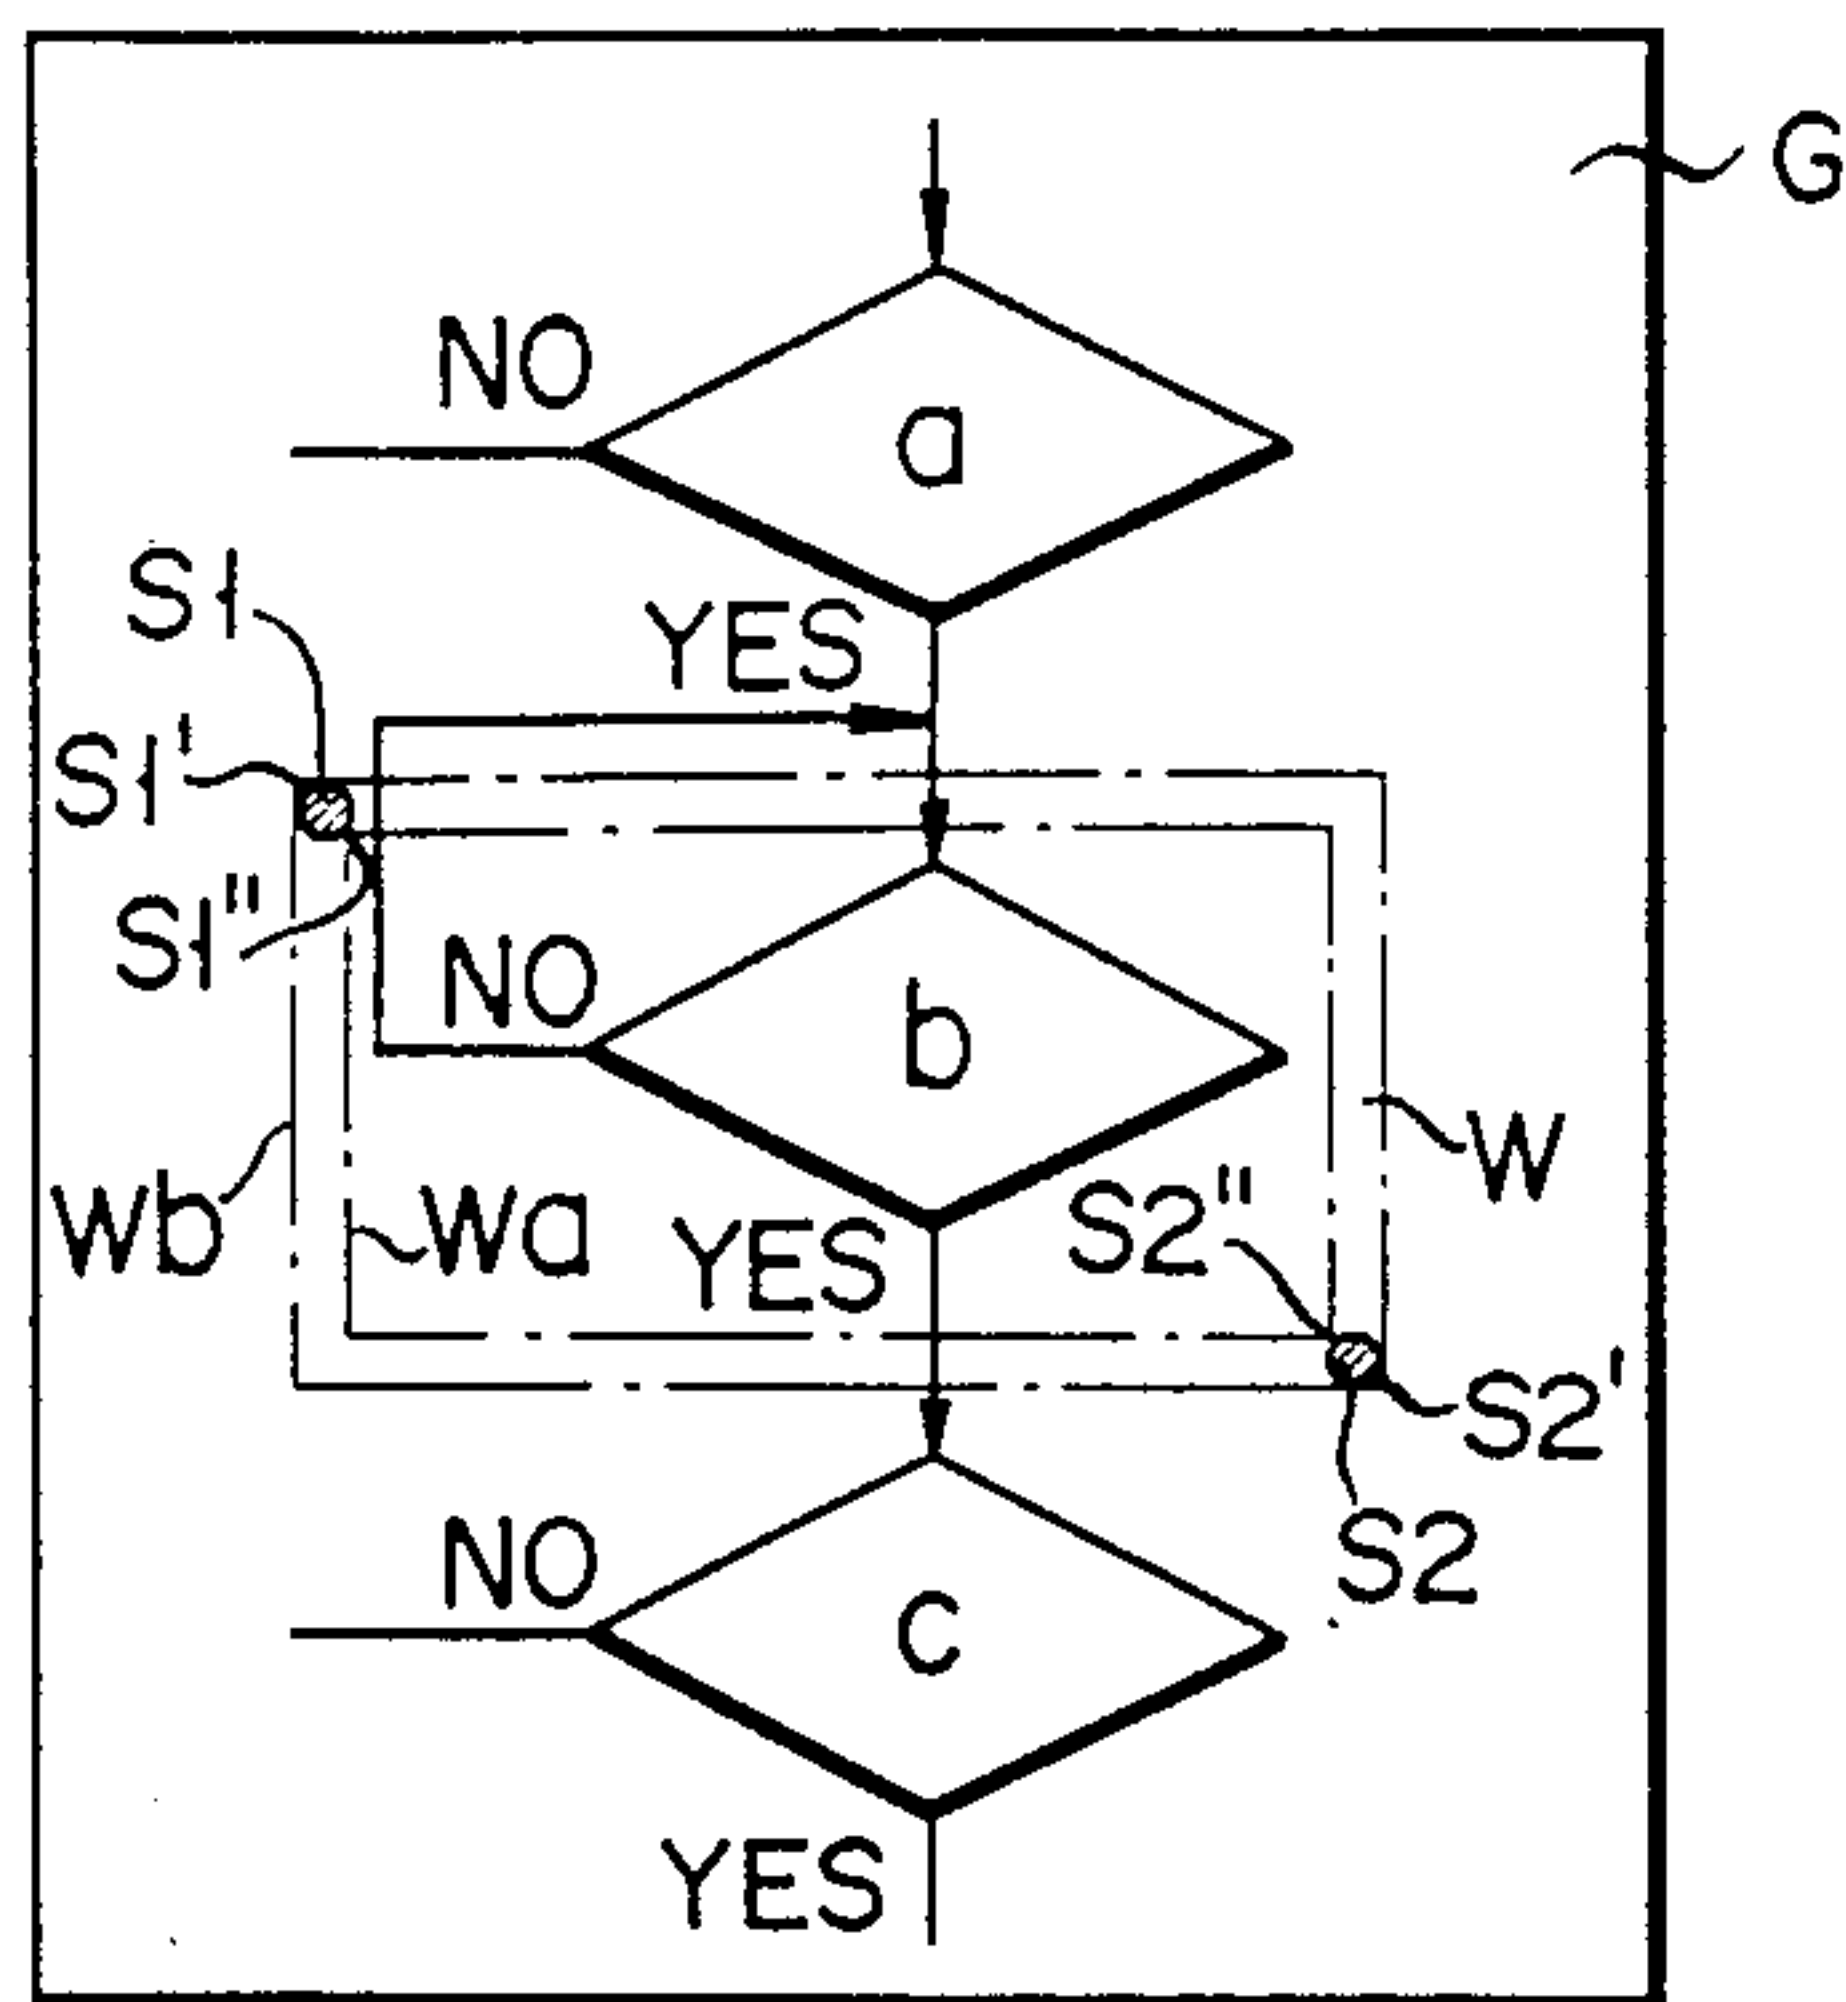 G
NO
a
S1
YES
S1'
S1"
NO
b
W
Wb
Wa
YES
S2"
S2'
S2
NO
c
YES